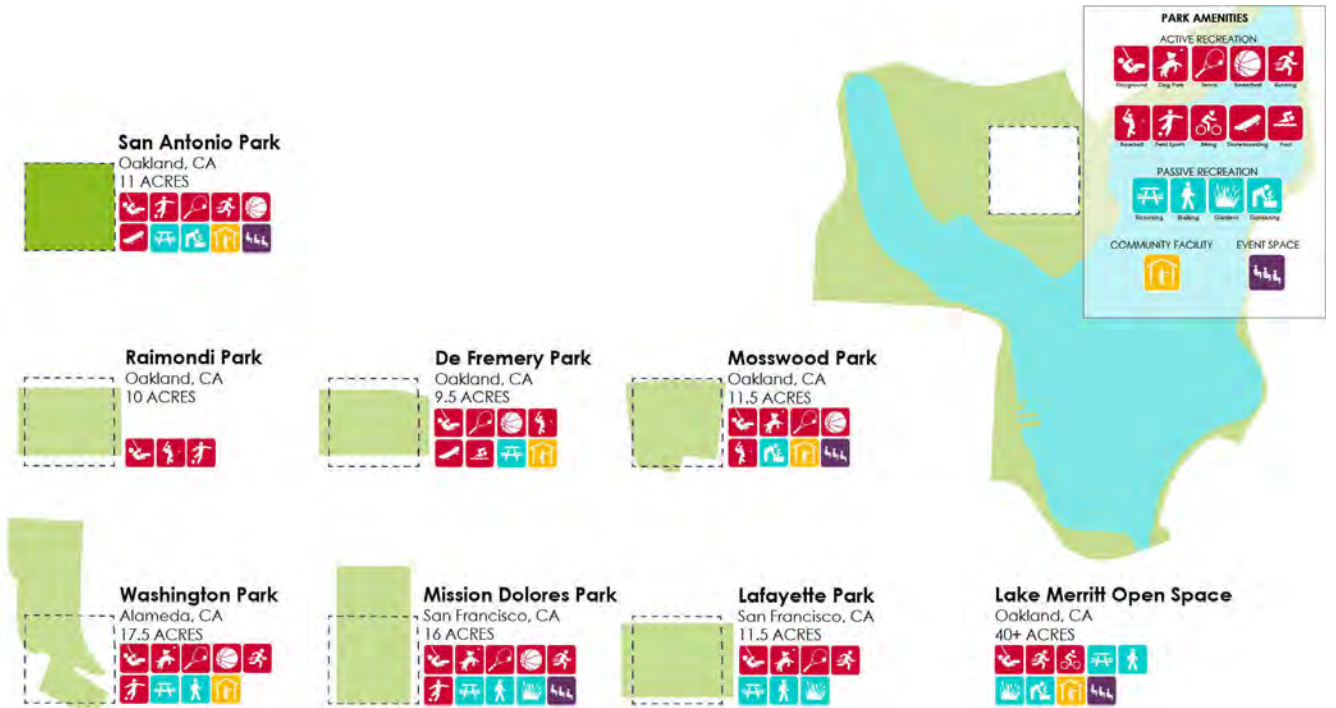 PARK AMENITIES
ACTIVE RECREATION
Playground Dog Park Tennis Basketball Running
Baseball Field Sports Biking Skateboarding Pool
PASSIVE RECREATION
Picnicking Walking Gardens Gardening
COMMUNITY FACILITY EVENT SPACE
San Antonio Park
Oakland, CA
11 ACRES
Raimondi Park
Oakland, CA
10 ACRES
De Fremery Park
Oakland, CA
9.5 ACRES
Mosswood Park
Oakland, CA
11.5 ACRES
Washington Park
Alameda, CA
17.5 ACRES
Mission Dolores Park
San Francisco, CA
16 ACRES
Lafayette Park
San Francisco, CA
11.5 ACRES
Lake Merritt Open Space
Oakland, CA
40+ ACRES